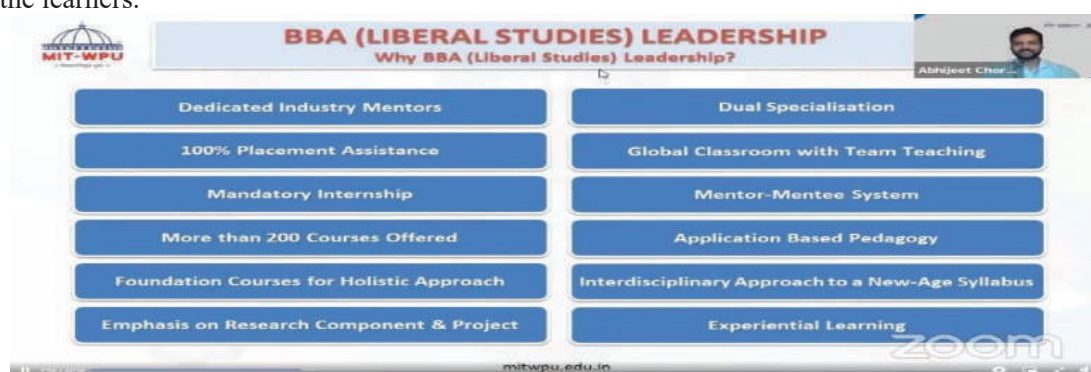 the learners.
MIT-WPU
BBA (LIBERAL STUDIES) LEADERSHIP
Why BBA (Liberal Studies) Leadership?
Abhijeet Chor...
Dedicated Industry Mentors
Dual Specialisation
100% Placement Assistance
Global Classroom with Team Teaching
Mandatory Internship
Mentor-Mentee System
More than 200 Courses Offered
Application Based Pedagogy
Foundation Courses for Holistic Approach
Interdisciplinary Approach to a New-Age Syllabus
Emphasis on Research Component & Project
Experiential Learning
zoom
mitwpu.edu.in